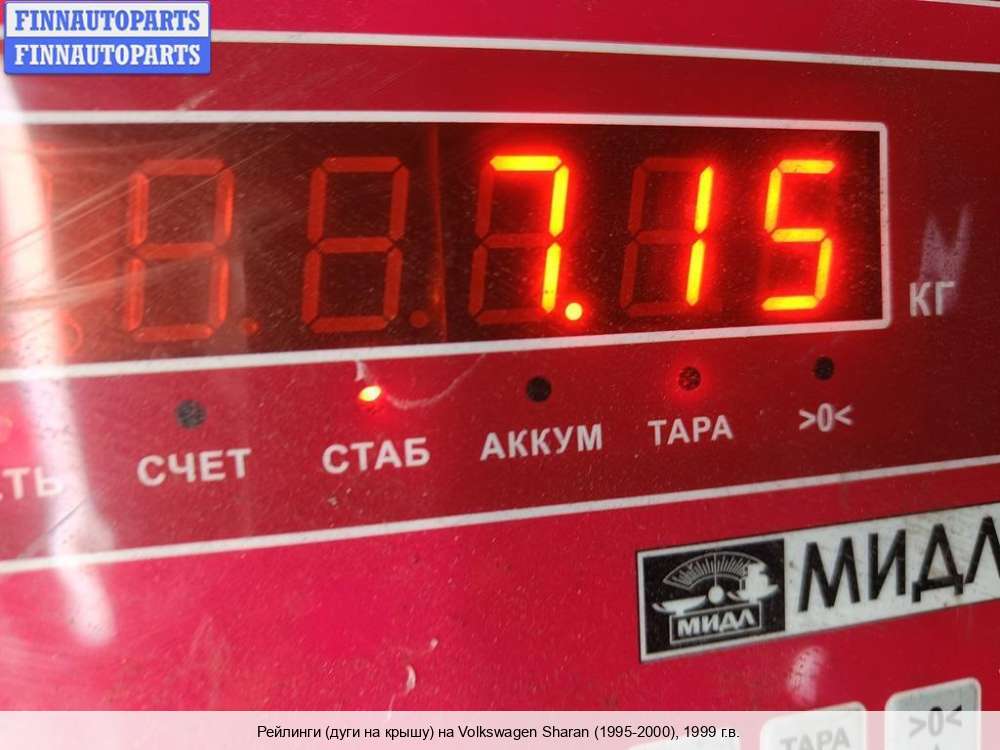 FINNAUTOPARTS
FINNAUTOPARTS
7.15
КГ
СЧЕТ
СТАБ
АККУМ
ТАРА
>0<
МИДЛ
МИДЛ
ТАРА
>0<
Рейлинги (дуги на крышу) на Volkswagen Sharan (1995-2000), 1999 г.в.